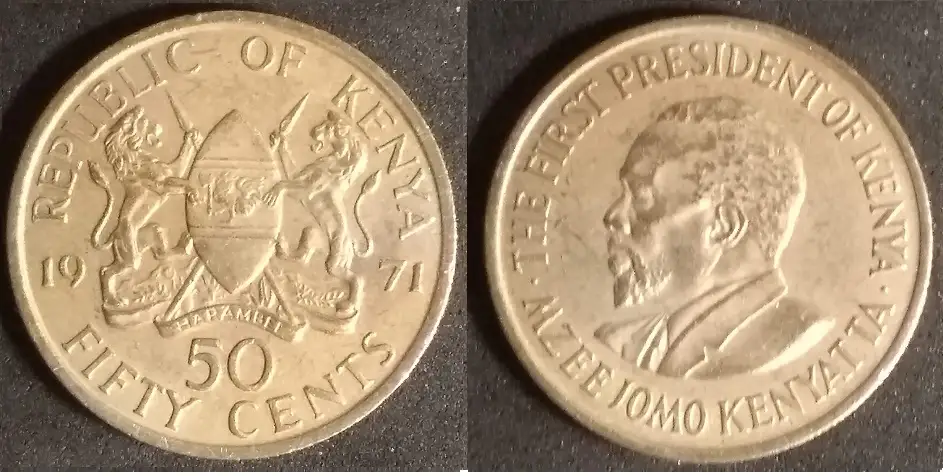 REPUBLIC OF KENYA
19 71
HARAMBEE
50
FIFTY CENTS
· THE FIRST PRESIDENT OF KENYA ·
MZEE JOMO KENYATTA